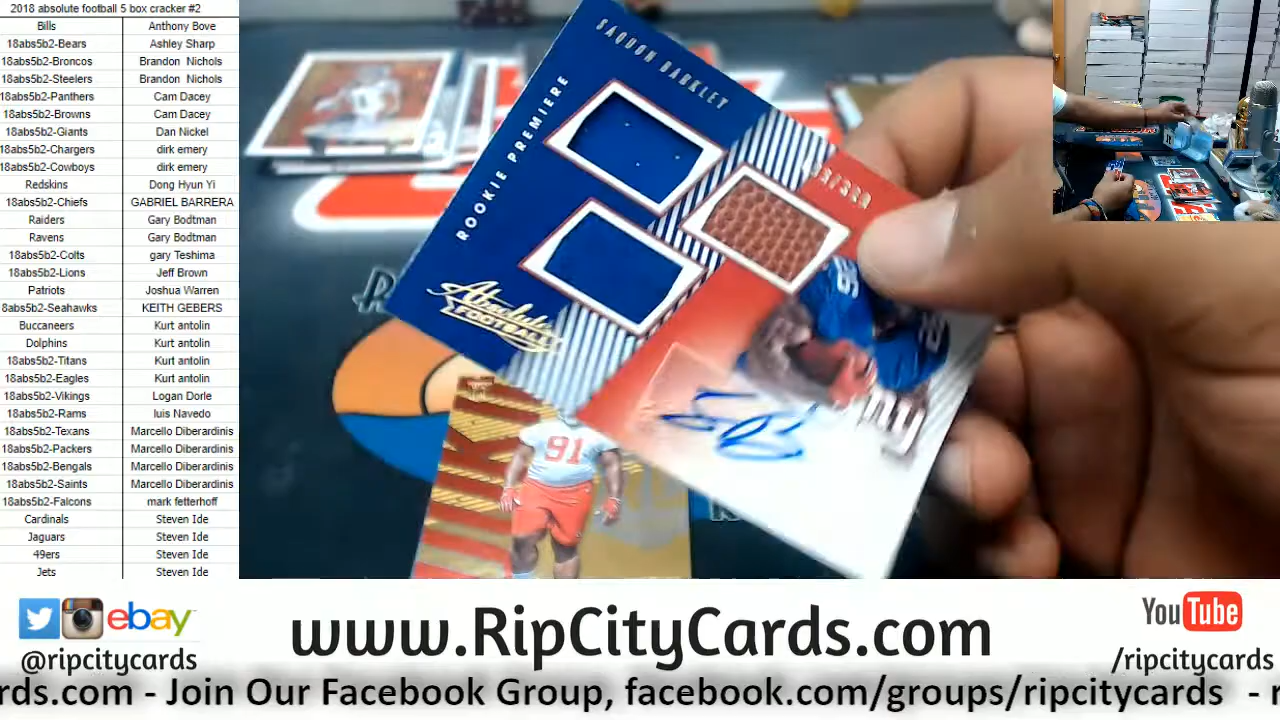 2018 absolute football 5 box cracker #2
Bills Anthony Bove
18abs5b2-Bears Ashley Sharp
18abs5b2-Broncos Brandon Nichols
18abs5b2-Steelers Brandon Nichols
18abs5b2-Panthers Cam Dacey
18abs5b2-Browns Cam Dacey
18abs5b2-Giants Dan Nickel
18abs5b2-Chargers dirk emery
18abs5b2-Cowboys dirk emery
Redskins Dong Hyun Yi
18abs5b2-Chiefs GABRIEL BARRERA
Raiders Gary Bodtman
Ravens Gary Bodtman
18abs5b2-Colts gary Teshima
18abs5b2-Lions Jeff Brown
Patriots Joshua Warren
8abs5b2-Seahawks KEITH GEBERS
Buccaneers Kurt antolin
Dolphins Kurt antolin
18abs5b2-Titans Kurt antolin
18abs5b2-Eagles Kurt antolin
18abs5b2-Vikings Logan Dorle
18abs5b2-Rams luis Navedo
18abs5b2-Texans Marcello Diberardinis
18abs5b2-Packers Marcello Diberardinis
18abs5b2-Bengals Marcello Diberardinis
18abs5b2-Saints Marcello Diberardinis
18abs5b2-Falcons mark fetterhoff
Cardinals Steven Ide
Jaguars Steven Ide
49ers Steven Ide
Jets Steven Ide
SAQUON BARKLEY
ROOKIE PREMIERE
Absolute
FOOTBALL
26
ny
91
ebay
@ripcitycards
www.RipCityCards.com
YouTube
/ripcitycards
rds.com - Join Our Facebook Group, facebook.com/groups/ripcitycards - r